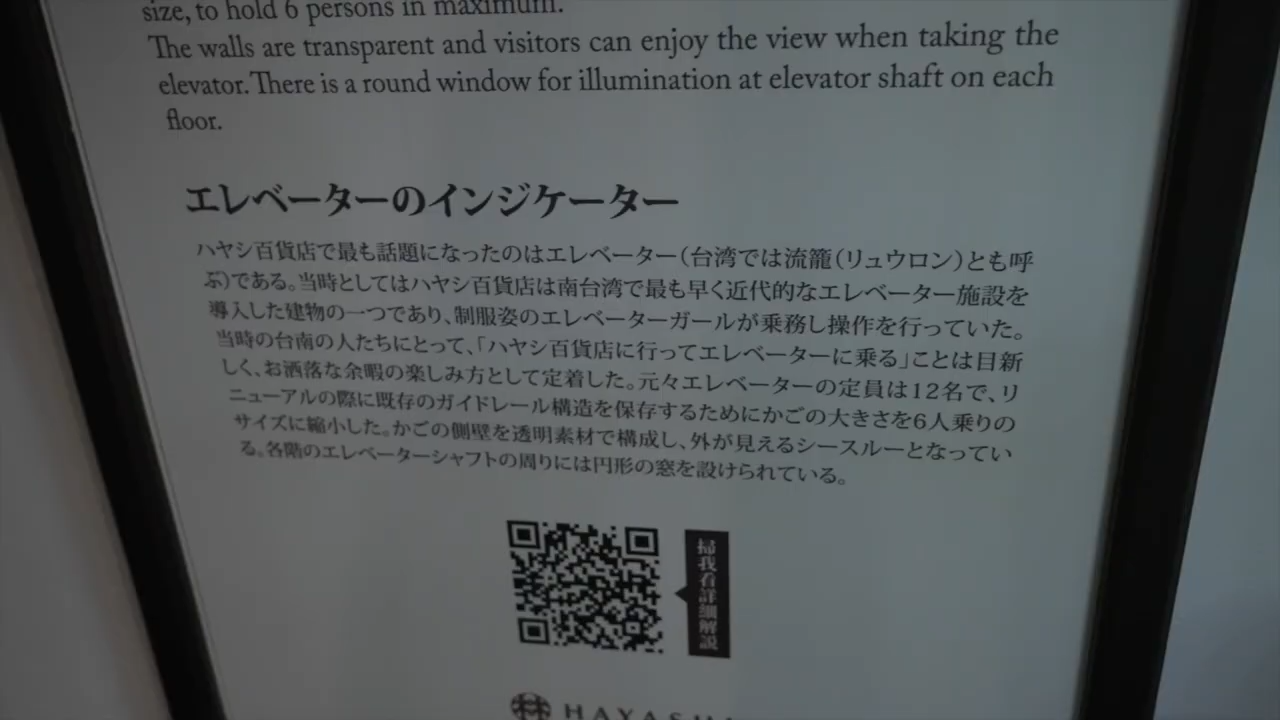 size, to hold 6 persons in maximum.
The walls are transparent and visitors can enjoy the view when taking the
elevator. There is a round window for illumination at elevator shaft on each
floor.
エレベーターのインジケーター
ハヤシ百貨店で最も話題になったのはエレベーター（台湾では流籠（リュウロン）とも呼
ぶ）である。当時としてはハヤシ百貨店は南台湾で最も早く近代的なエレベーター施設を
導入した建物の一つであり、制服姿のエレベーターガールが乗務し操作を行っていた。
当時の台南の人たちにとって、「ハヤシ百貨店に行ってエレベーターに乗る」ことは目新
しく、お洒落な余暇の楽しみ方として定着した。元々エレベーターの定員は12名で、リ
ニューアルの際に既存のガイドレール構造を保存するためにかごの大きさを6人乗りの
サイズに縮小した。かごの側壁を透明素材で構成し、外が見えるシースルーとなってい
る。各階のエレベーターシャフトの周りには円形の窓を設けられている。
掃我看詳細解説